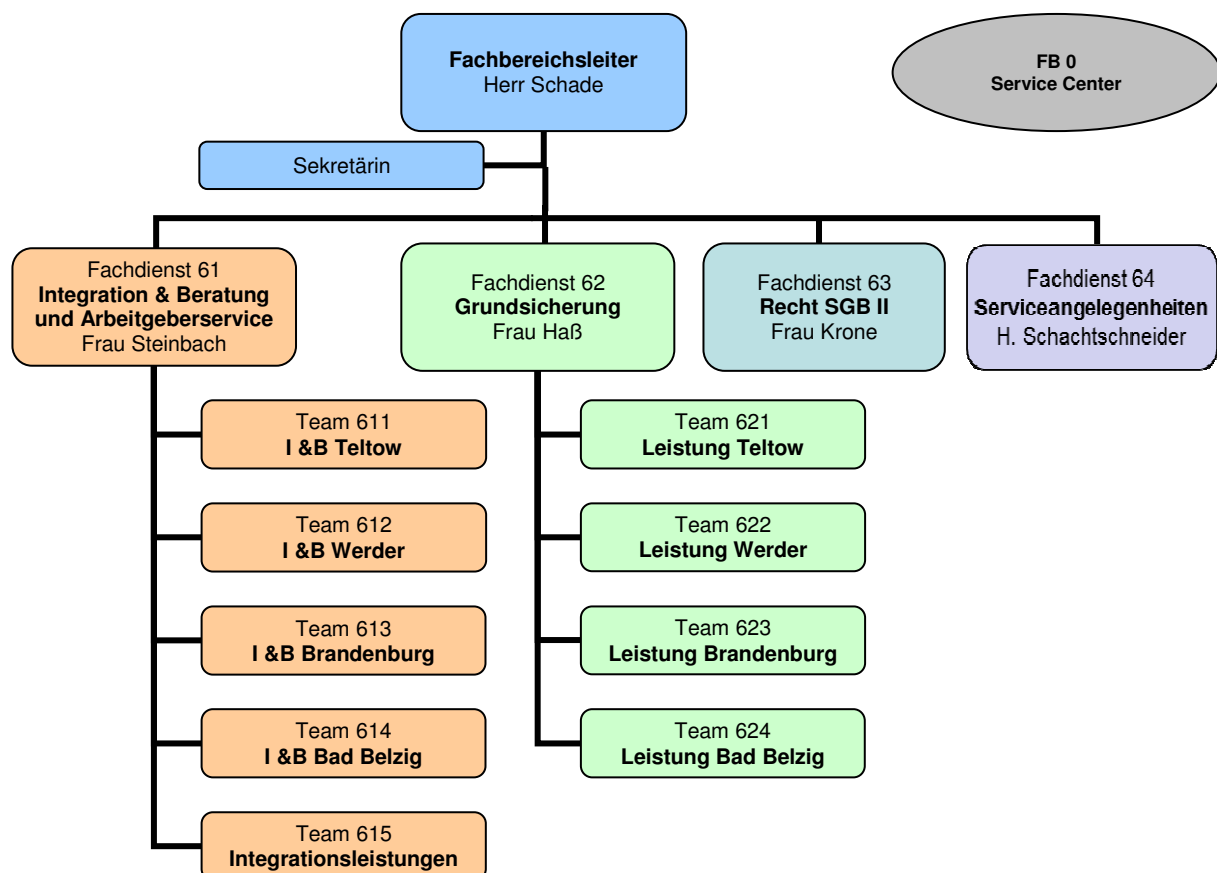 Fachbereichsleiter
Herr Schade
FB 0
Service Center
Sekretärin
Fachdienst 61
Integration & Beratung
und Arbeitgeberservice
Frau Steinbach
Fachdienst 62
Grundsicherung
Frau Haß
Fachdienst 63
Recht SGB II
Frau Krone
Fachdienst 64
Serviceangelegenheiten
H. Schachtschneider
Team 611
I &B Teltow
Team 621
Leistung Teltow
Team 612
I &B Werder
Team 622
Leistung Werder
Team 613
I &B Brandenburg
Team 623
Leistung Brandenburg
Team 614
I &B Bad Belzig
Team 624
Leistung Bad Belzig
Team 615
Integrationsleistungen